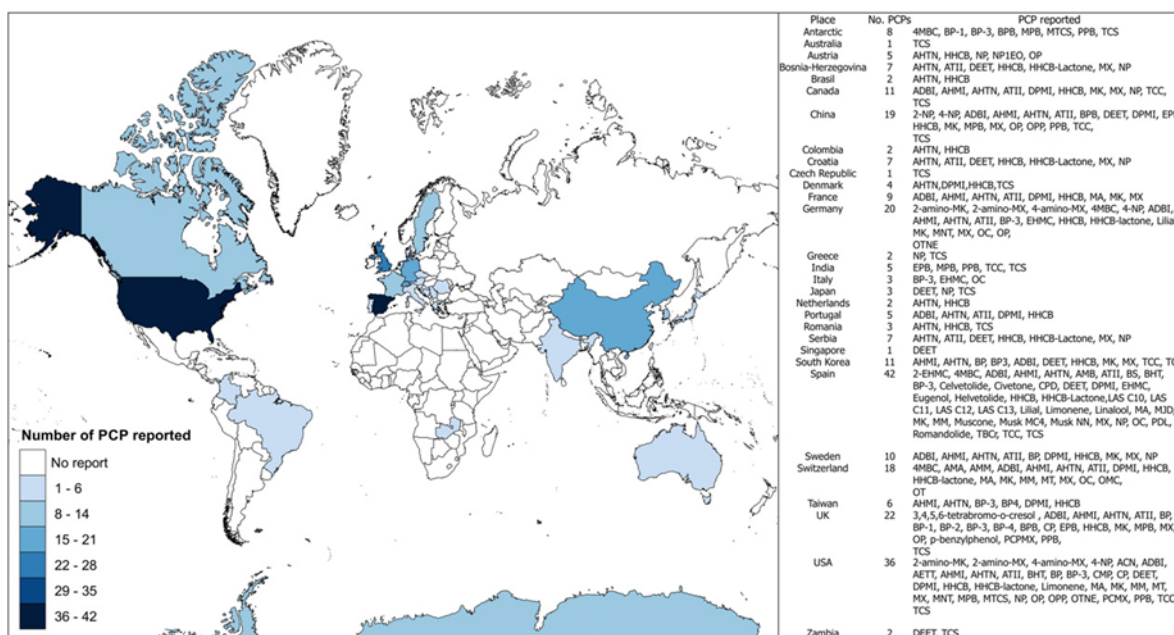 Number of PCP reported
No report
1 - 6
8 - 14
15 - 21
22 - 28
29 - 35
36 - 42
Place No. PCPs PCP reported
Antarctic 8 4MBC, BP-1, BP-3, BPB, MPB, MTCS, PPB, TCS
Australia 1 TCS
Austria 5 AHTN, HHCB, NP, NP1EO, OP
Bosnia-Herzegovina 7 AHTN, ATII, DEET, HHCB, HHCB-Lactone, MX, NP
Brasil 2 AHTN, HHCB
Canada 11 ADBI, AHMI, AHTN, ATII, DPMI, HHCB, MK, MX, NP, TCC,
TCS
China 19 2-NP, 4-NP, ADBI, AHMI, AHTN, ATII, BPB, DEET, DPMI,
HHCB, MK, MPB, MX, OP, OPP, PPB, TCC,
TCS
Colombia 2 AHTN, HHCB
Croatia 7 AHTN, ATII, DEET, HHCB, HHCB-Lactone, MX, NP
Czech Republic 1 TCS
Denmark 4 AHTN,DPMI,HHCB,TCS
France 9 ADBI, AHMI, AHTN, ATII, DPMI, HHCB, MA, MK, MX
Germany 20 2-amino-MK, 2-amino-MX, 4-amino-MX, 4MBC, 4-NP, ADBI,
AHMI, AHTN, ATII, BP-3, EHMC, HHCB, HHCB-lactone, Lilial
MK, MNT, MX, OC, OP,
OTNE
Greece 2 NP, TCS
India 5 EPB, MPB, PPB, TCC, TCS
Italy 3 BP-3, EHMC, OC
Japan 3 DEET, NP, TCS
Netherlands 2 AHTN, HHCB
Portugal 5 ADBI, AHTN, ATII, DPMI, HHCB
Romania 3 AHTN, HHCB, TCS
Serbia 7 AHTN, ATII, DEET, HHCB, HHCB-Lactone, MX, NP
Singapore 1 DEET
South Korea 11 AHMI, AHTN, BP, BP3, ADBI, DEET, HHCB, MK, MX, TCC,
Spain 42 2-EHMC, 4MBC, ADBI, AHMI, AHTN, AMB, ATII, BS, BHT,
BP-3, Celvetolide, Civetone, CPD, DEET, DPMI, EHMC,
Eugenol, Helvetolide, HHCB, HHCB-Lactone,LAS C10, LAS
C11, LAS C12, LAS C13, Lilial, Limonene, Linalool, MA, MJD,
MK, MM, Muscone, Musk MC4, Musk NN, MX, NP, OC, PDL,
Romandolide, TBCr, TCC, TCS
Sweden 10 ADBI, AHMI, AHTN, ATII, BP, DPMI, HHCB, MK, MX, NP
Switzerland 18 4MBC, AMA, AMM, ADBI, AHMI, AHTN, ATII, DPMI, HHCB,
HHCB-lactone, MA, MK, MM, MT, MX, OC, OMC,
OT
Taiwan 6 AHMI, AHTN, BP-3, BP4, DPMI, HHCB
UK 22 3,4,5,6-tetrabromo-o-cresol , ADBI, AHMI, AHTN, ATII, BP,
BP-1, BP-2, BP-3, BP-4, BPB, CP, EPB, HHCB, MK, MPB, MX
OP, p-benzylphenol, PCPMX, PPB,
TCS
USA 36 2-amino-MK, 2-amino-MX, 4-amino-MX, 4-NP, ACN, ADBI,
AETT, AHMI, AHTN, ATII, BHT, BP, BP-3, CMP, CP, DEET,
DPMI, HHCB, HHCB-lactone, Limonene, MA, MK, MM, MT,
MX, MNT, MPB, MTCS, NP, OP, OPP, OTNE, PCMX, PPB, TCC
TCS
Zambia 2 DEET, TCS